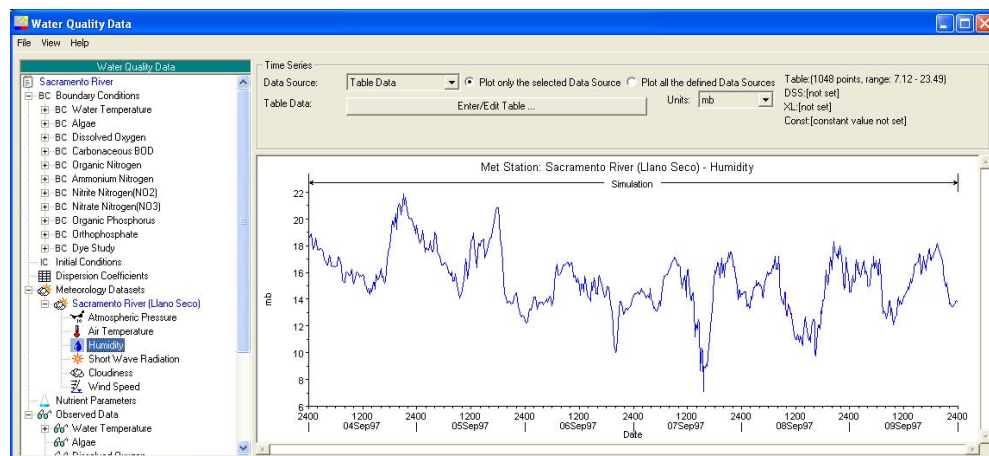 Water Quality Data
File View Help
Water Quality Data
Sacramento River
BC Boundary Conditions
BC Water Temperature
BC Algae
BC Dissolved Oxygen
BC Carbonaceous BOD
BC Organic Nitrogen
BC Ammonium Nitrogen
BC Nitrite Nitrogen(NO2)
BC Nitrate Nitrogen(NO3)
BC Organic Phosphorus
BC Orthophosphate
BC Dye Study
IC Initial Conditions
Dispersion Coefficients
Meteorology Datasets
Sacramento River (Llano Seco)
Atmospheric Pressure
Air Temperature
Humidity
Short Wave Radiation
Cloudiness
Wind Speed
Nutrient Parameters
Observed Data
Water Temperature
Algae
Dissolved Oxygen
Time Series
Data Source: Table Data Plot only the selected Data Source Plot all the defined Data Sources
Table Data: Enter/Edit Table ... Units: mb
Table:(1048 points, range: 7.12 - 23.49)
DSS:[not set]
XL:[not set]
Const:[constant value not set]
Met Station: Sacramento River (Llano Seco) - Humidity
Simulation
22
20
18
16
14
12
10
8
6
mb
2400 1200 2400 1200 2400 1200 2400 1200 2400 1200 2400 1200 2400
04Sep97 05Sep97 06Sep97 07Sep97 08Sep97 09Sep97
Date